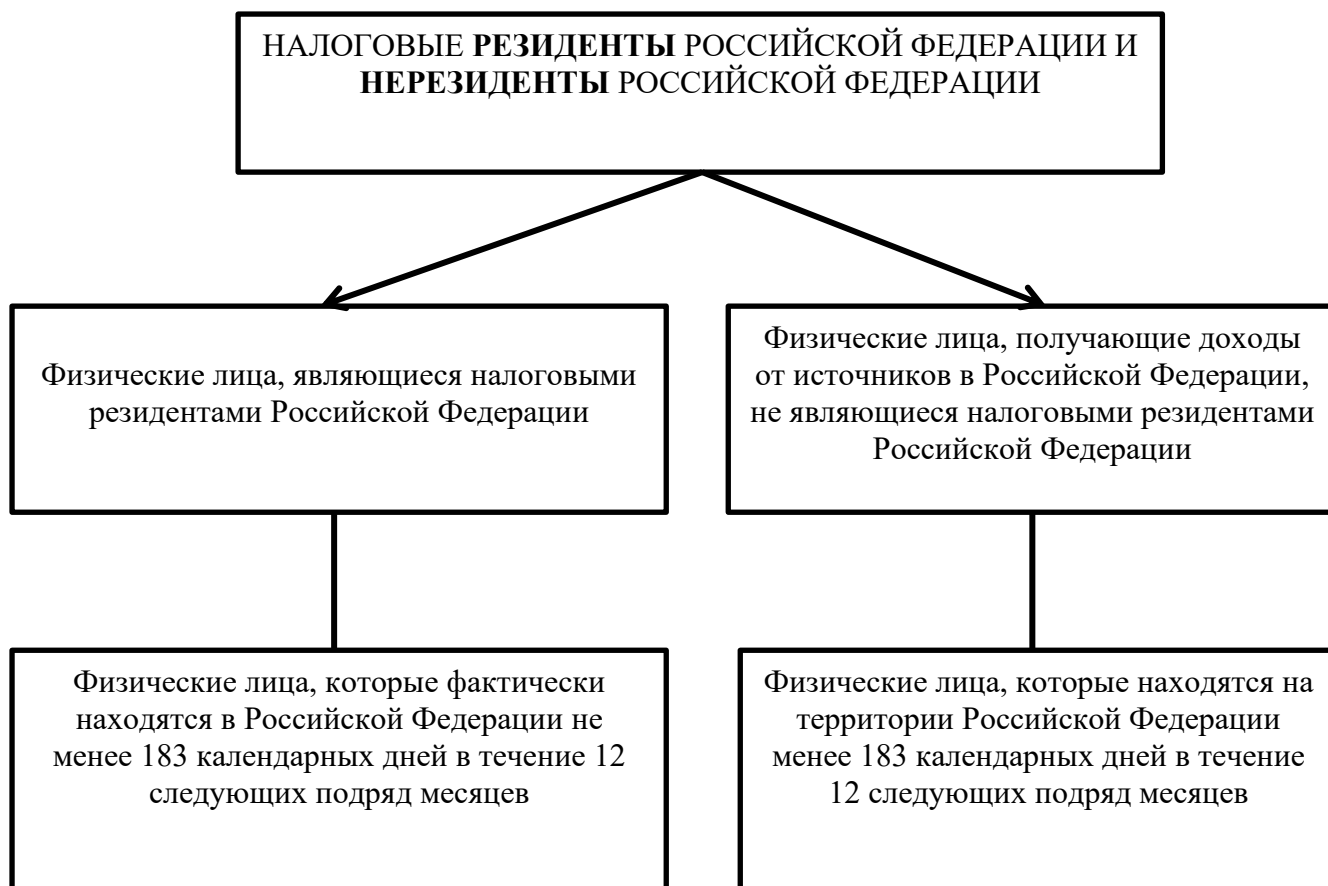 НАЛОГОВЫЕ РЕЗИДЕНТЫ РОССИЙСКОЙ ФЕДЕРАЦИИ И
НЕРЕЗИДЕНТЫ РОССИЙСКОЙ ФЕДЕРАЦИИ
Физические лица, являющиеся налоговыми
резидентами Российской Федерации
Физические лица, получающие доходы
от источников в Российской Федерации,
не являющиеся налоговыми резидентами
Российской Федерации
Физические лица, которые фактически
находятся в Российской Федерации не
менее 183 календарных дней в течение 12
следующих подряд месяцев
Физические лица, которые находятся на
территории Российской Федерации
менее 183 календарных дней в течение
12 следующих подряд месяцев